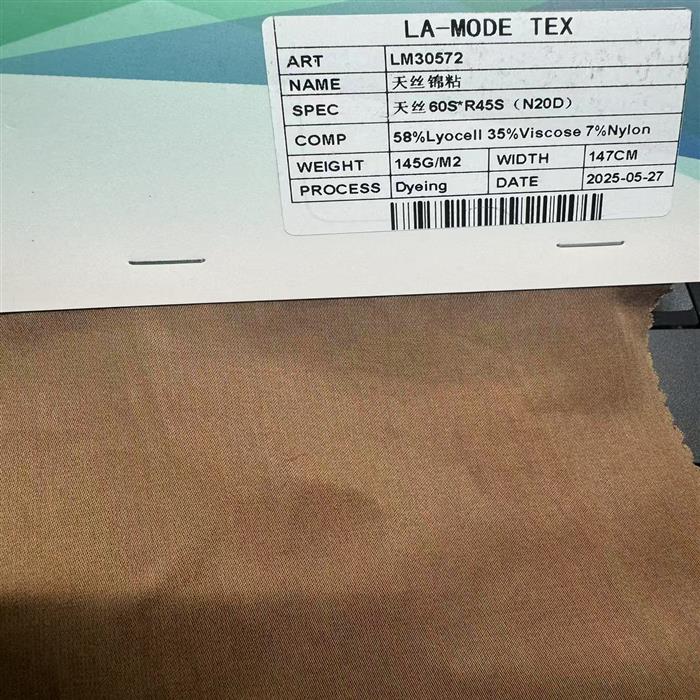 LA-MODE TEX
ART LM30572
NAME 天丝锦粘
SPEC 天丝60S*R45S（N20D）
COMP 58%Lyocell 35%Viscose 7%Nylon
WEIGHT 145G/M2 WIDTH 147CM
PROCESS Dyeing DATE 2025-05-27